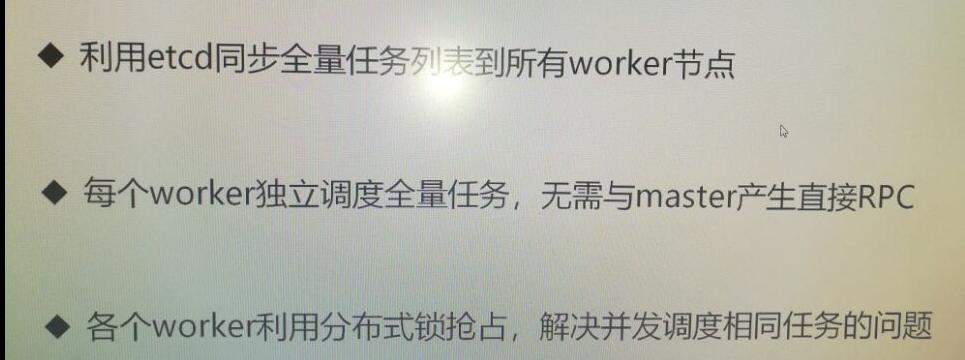 ◆ 利用etcd同步全量任务列表到所有worker节点
◆ 每个worker独立调度全量任务，无需与master产生直接RPC
◆ 各个worker利用分布式锁抢占，解决并发调度相同任务的问题